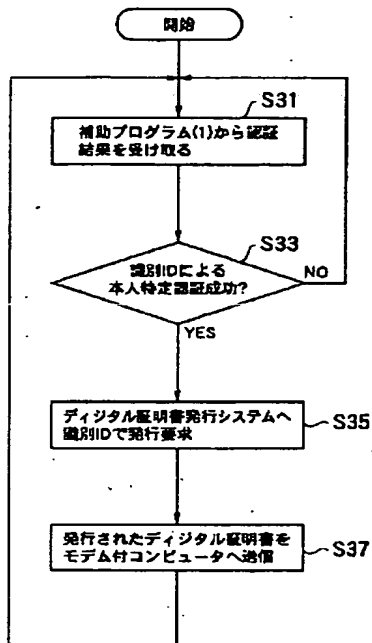 開始
S31
補助プログラム(1)から認証
結果を受け取る
S33
識別IDによる
本人特定認証成功?
NO
YES
ディジタル証明書発行システムへ
識別IDで発行要求
S35
発行されたディジタル証明書を
モデム付コンピュータへ送信
S37